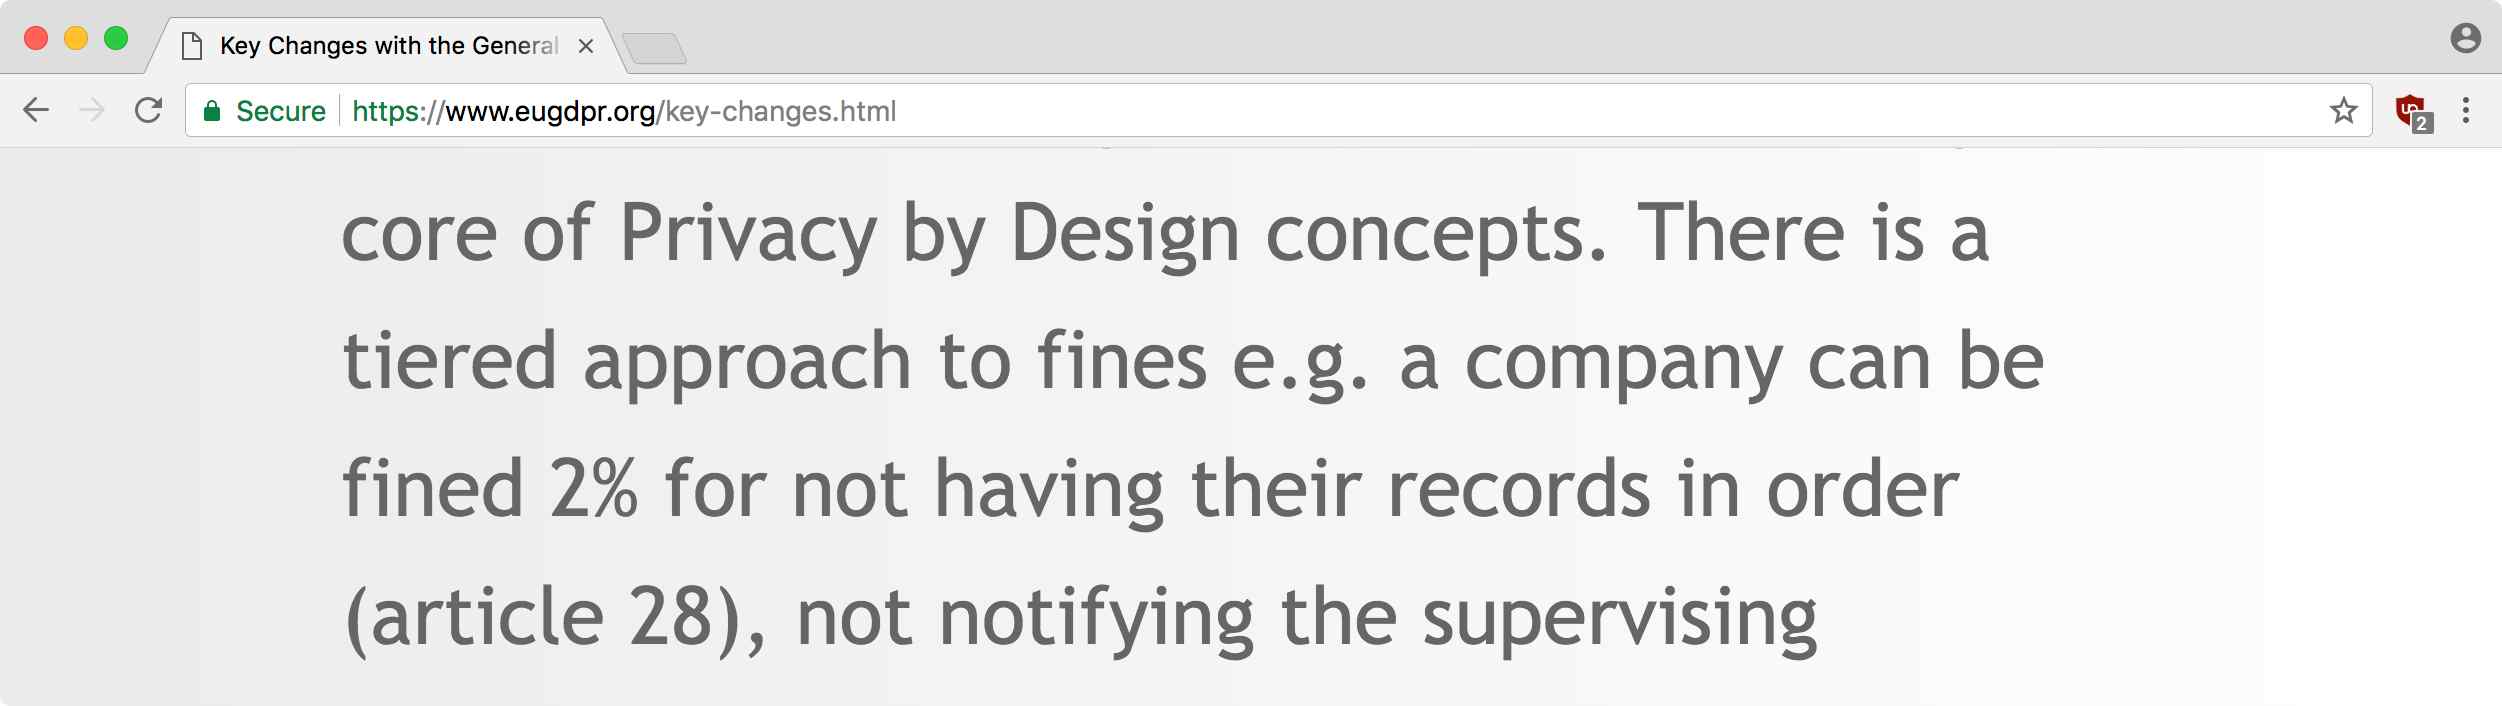 Key Changes with the General
Secure https://www.eugdpr.org/key-changes.html
2
core of Privacy by Design concepts. There is a
tiered approach to fines e.g. a company can be
fined 2% for not having their records in order
(article 28), not notifying the supervising